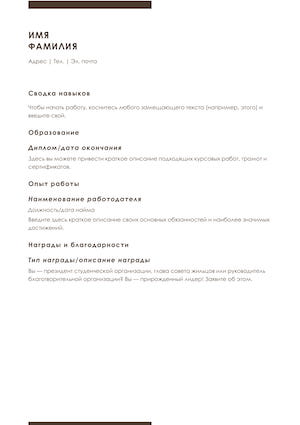 ИМЯ
ФАМИЛИЯ
Адрес | Тел. | Эл. почта
Сводка навыков
Чтобы начать работу, коснитесь любого замещающего текста (например, этого) и
введите свой.
Образование
Диплом/дата окончания
Здесь вы можете привести краткое описание подходящих курсовых работ, грамот и
сертификатов.
Опыт работы
Наименование работодателя
Должность/дата найма
Введите здесь краткое описание своих основных обязанностей и наиболее значимых
достижений.
Награды и благодарности
Тип награды/описание награды
Вы — президент студенческой организации, глава совета жильцов или руководитель
благотворительной организации? Вы — прирожденный лидер! Заявите об этом.